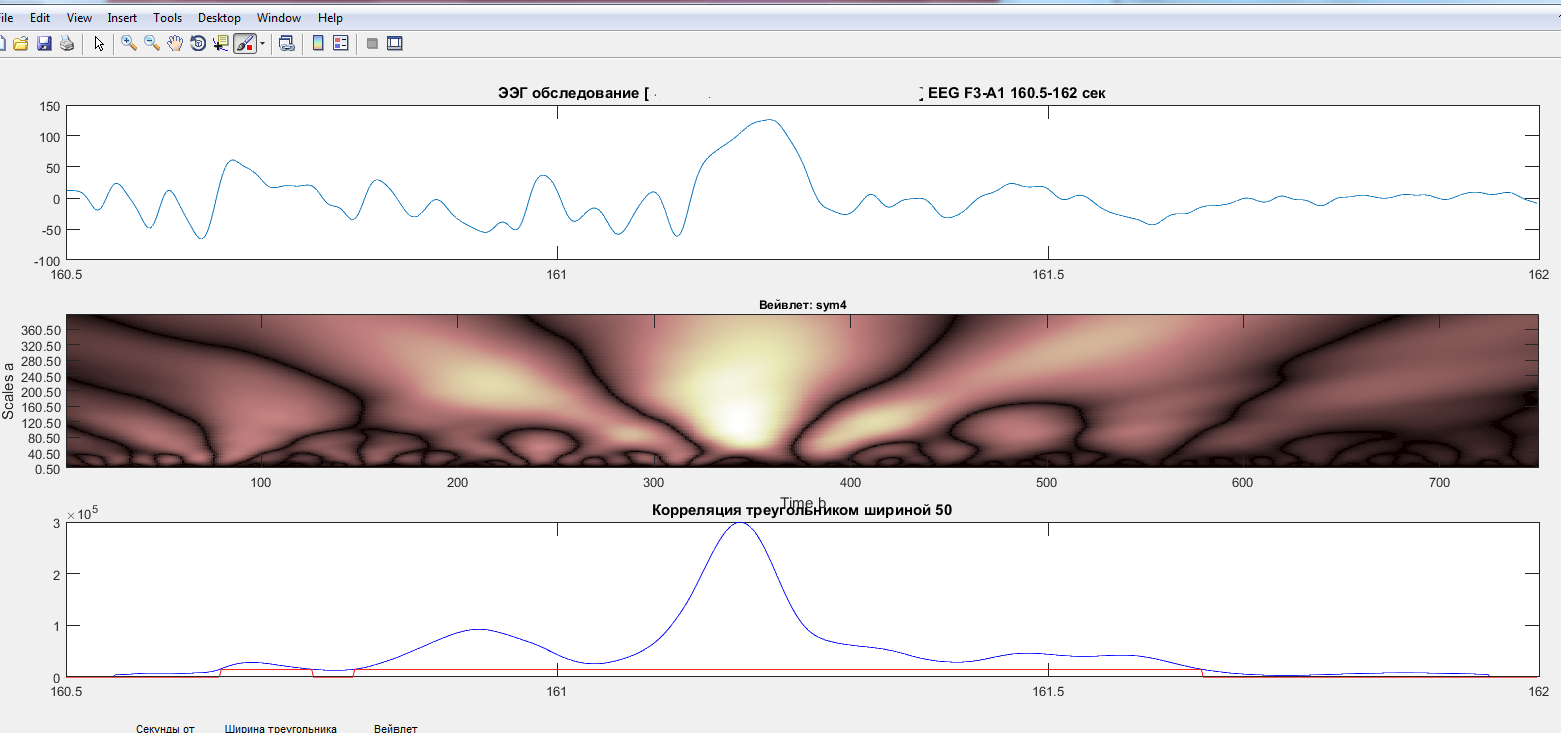 File Edit View Insert Tools Desktop Window Help
ЭЭГ обследование [ ] EEG F3-A1 160.5-162 сек
150
100
50
0
-50
-100
160.5 161 161.5 162
Вейвлет: sym4
Scales a
360.50
320.50
280.50
240.50
200.50
160.50
120.50
80.50
40.50
0.50
100 200 300 400 500 600 700
Time b
Корреляция треугольником шириной 50
×10^5
3
2
1
0
160.5 161 161.5 162
Секунды от Ширина треугольника Вейвлет